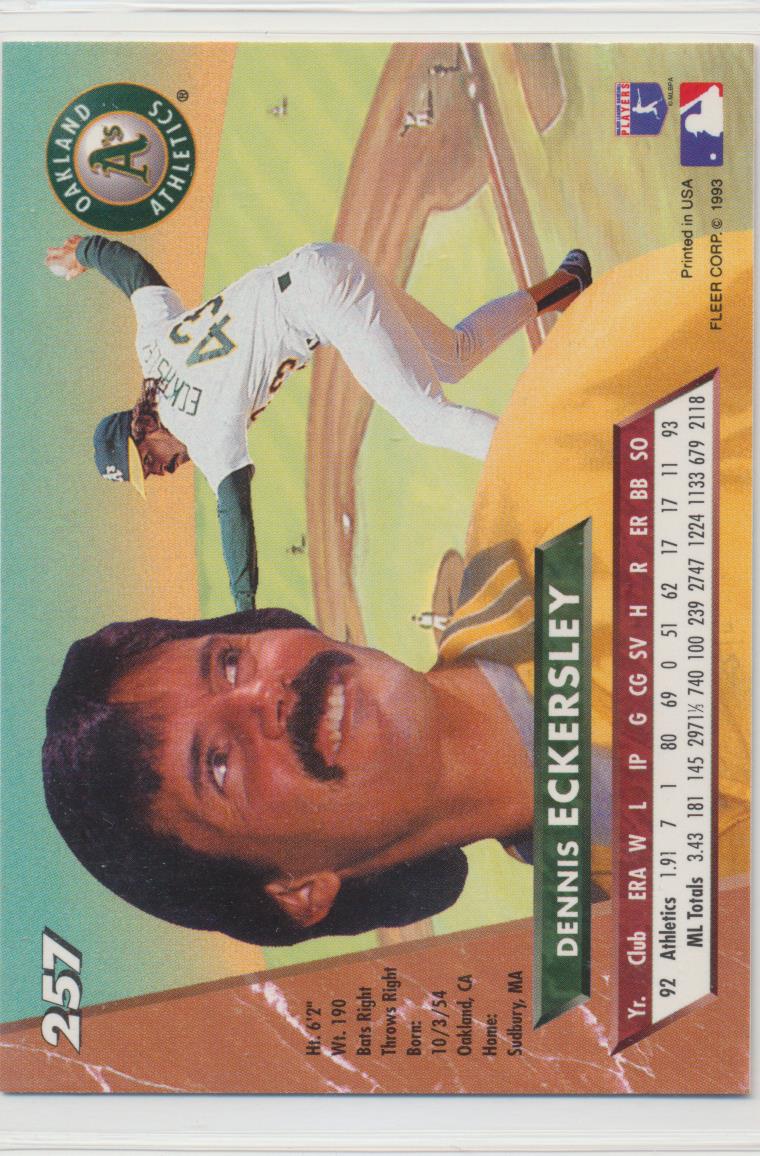 257
OAKLAND
A's
ATHLETICS ®
ECKERSLEY
43
A's
Ht. 6'2"
Wt. 190
Bats Right
Throws Right
Born:
10/3/54
Oakland, CA
Home:
Sudbury, MA
DENNIS ECKERSLEY
Yr. Club ERA W L IP G CG SV H R ER BB SO
92 Athletics 1.91 7 1 80 69 0 51 62 17 17 11 93
ML Totals 3.43 181 145 2971⅓ 740 100 239 2747 1224 1133 679 2118
PLAYERS
©MLBPA
Printed in USA
FLEER CORP.© 1993